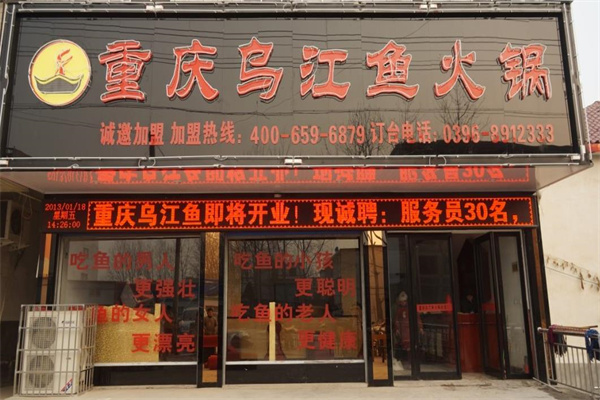 重庆乌江鱼火锅
诚邀加盟 加盟热线：400-659-6879 订台电话：0396-8912333
2013/01/18
星期五
14:26:00
重庆乌江鱼即将开业！现诚聘：服务员30名，
吃鱼的男人
更强壮
吃鱼的小孩
更聪明
鱼的女人
更漂亮
吃鱼的老人
更健康